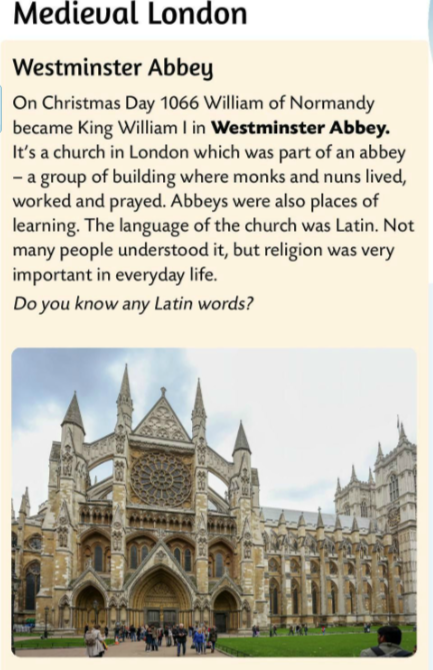 Medieval London
Westminster Abbey
On Christmas Day 1066 William of Normandy
became King William I in Westminster Abbey.
It's a church in London which was part of an abbey
– a group of building where monks and nuns lived,
worked and prayed. Abbeys were also places of
learning. The language of the church was Latin. Not
many people understood it, but religion was very
important in everyday life.
Do you know any Latin words?